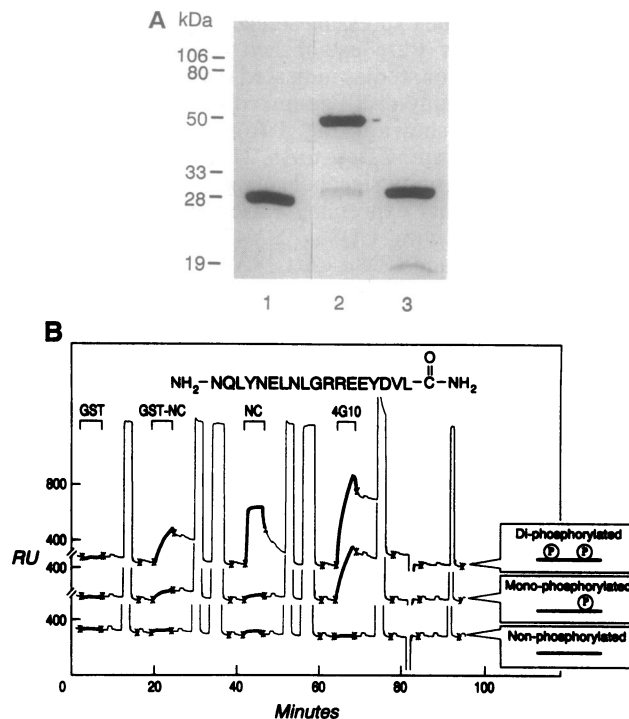 A kDa
106
80
50
33
28
19
1 2 3
B
O
NH2-NQLYNELNLGRREEYDVL-C-NH2
GST GST-NC NC 4G10
800
400
RU
400
400
Di-phosphorylated
P P
Mono-phosphorylated
P
Non-phosphorylated
0 20 40 60 80 100
Minutes